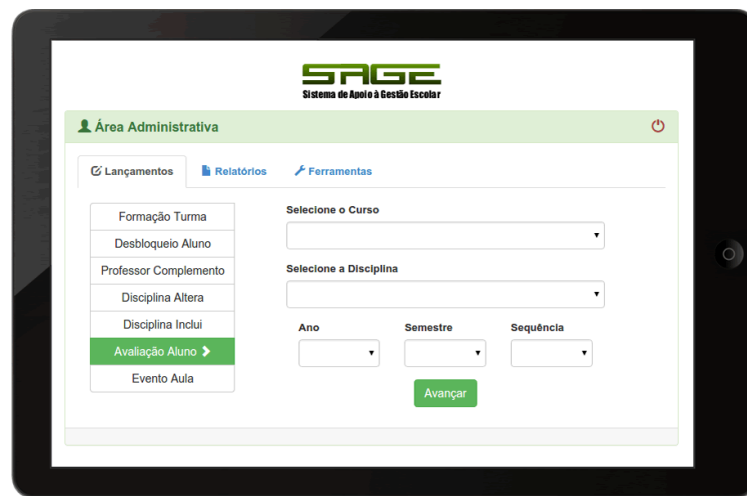 SAGE
Sistema de Apoio à Gestão Escolar
Área Administrativa
Lançamentos Relatórios Ferramentas
Formação Turma
Desbloqueio Aluno
Professor Complemento
Disciplina Altera
Disciplina Inclui
Avaliação Aluno
Evento Aula
Selecione o Curso
Selecione a Disciplina
Ano Semestre Sequência
Avançar